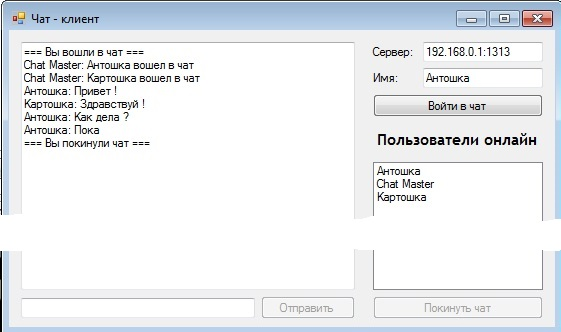 Чат - клиент
=== Вы вошли в чат ===
Chat Master: Антошка вошел в чат
Chat Master: Картошка вошел в чат
Антошка: Привет !
Картошка: Здравствуй !
Антошка: Как дела ?
Антошка: Пока
=== Вы покинули чат ===
Сервер: 192.168.0.1:1313
Имя: Антошка
Войти в чат
Пользователи онлайн
Антошка
Chat Master
Картошка
Отправить
Покинуть чат